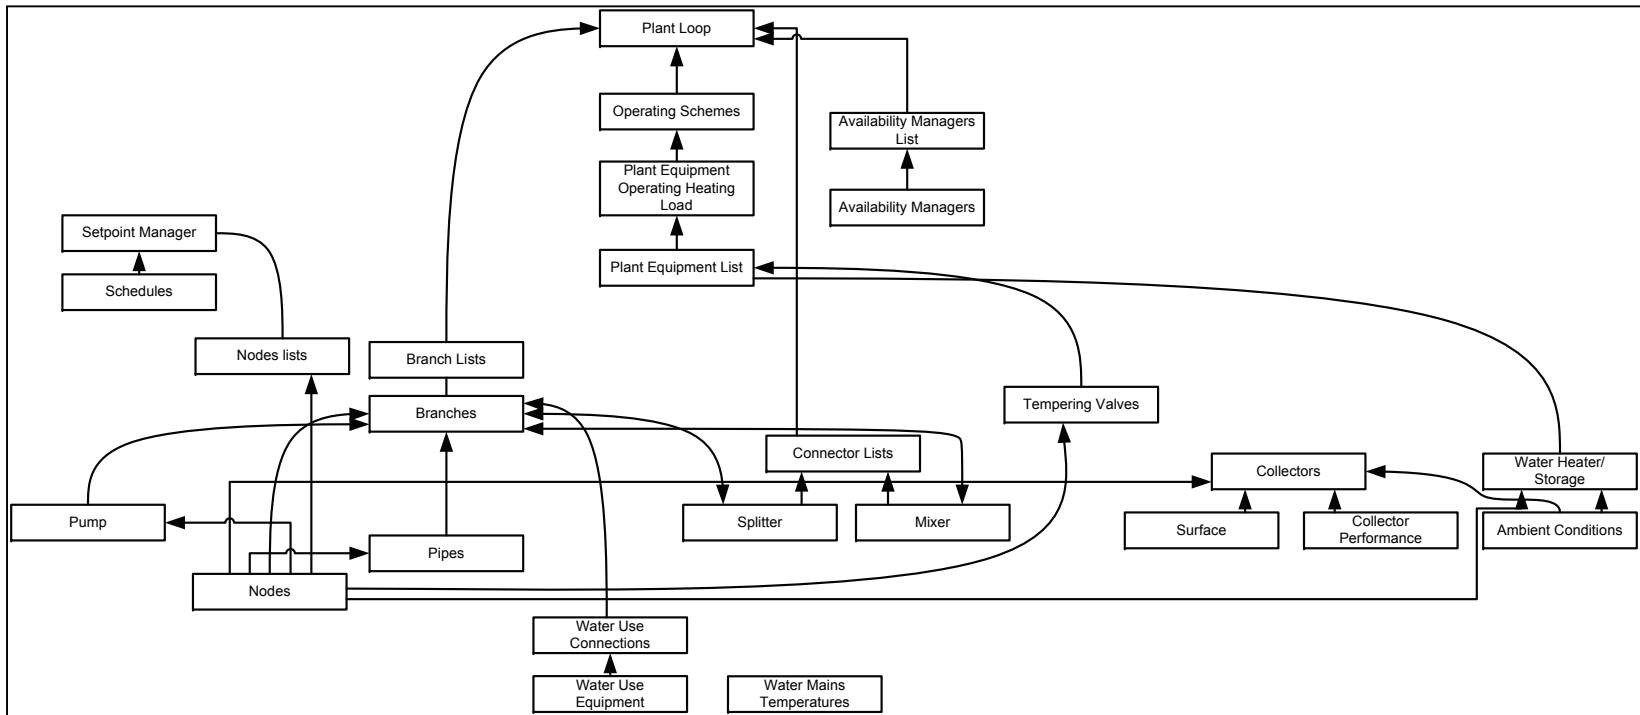 Plant Loop
Operating Schemes
Availability Managers
List
Plant Equipment
Operating Heating
Load
Availability Managers
Setpoint Manager
Plant Equipment List
Schedules
Nodes lists
Branch Lists
Branches
Tempering Valves
Connector Lists
Collectors
Water Heater/
Storage
Pump
Splitter
Mixer
Surface
Collector
Performance
Ambient Conditions
Pipes
Nodes
Water Use
Connections
Water Use
Equipment
Water Mains
Temperatures